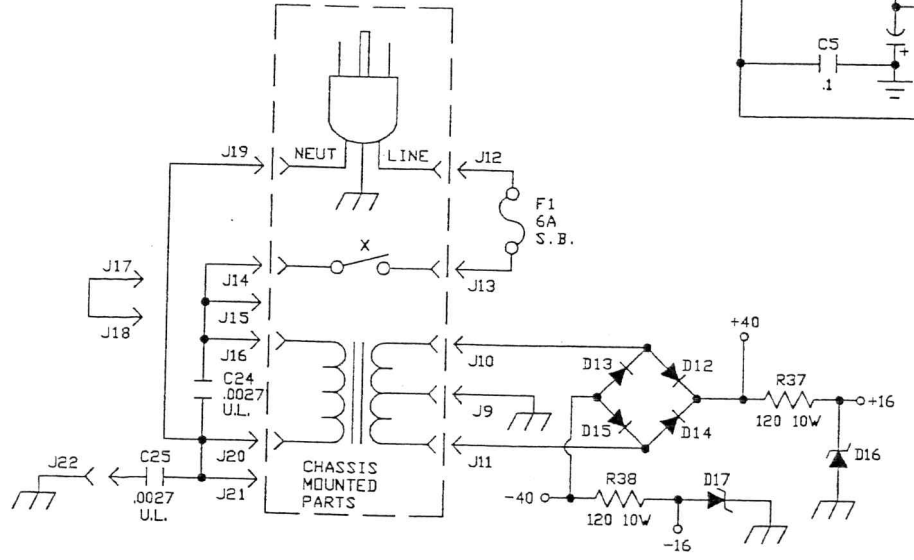 C5
.1
+
J19
NEUT
LINE
J12
F1
6A
S.B.
X
J17
J14
J13
J15
J18
J16
J10
+40
D13
D12
R37
+16
120 10W
C24
.0027
U.L.
J9
D15
D14
D16
J20
J11
J22
C25
J21
.0027
U.L.
CHASSIS
MOUNTED
PARTS
-40
R38
D17
120 10W
-16